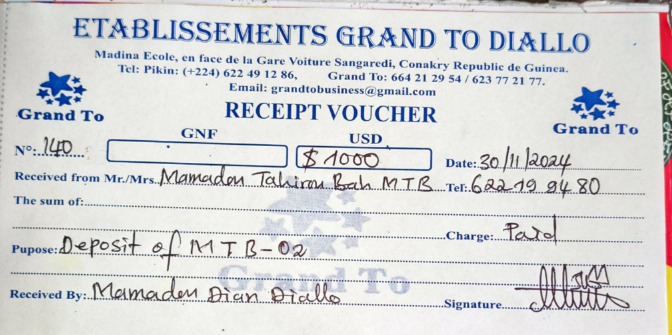 ETABLISSEMENTS GRAND TO DIALLO
Madina Ecole, en face de la Gare Voiture Sangaredi, Conakry Republic de Guinea.
Tel: Pikin: (+224) 622 49 12 86, Grand To: 664 21 29 54 / 623 77 21 77.
Email: grandtobusiness@gmail.com
Grand To
RECEIPT VOUCHER
Grand To
GNF USD
N°: 140 $ 1000 Date: 30/11/2024
Received from Mr./Mrs. Mamadou Tahirou Bah MTB Tel: 622 19 94 80
The sum of:
Charge: Paid
Pupose: Deposit of MTB-02
Grand To
Received By: Mamadou Dian Diallo Signature